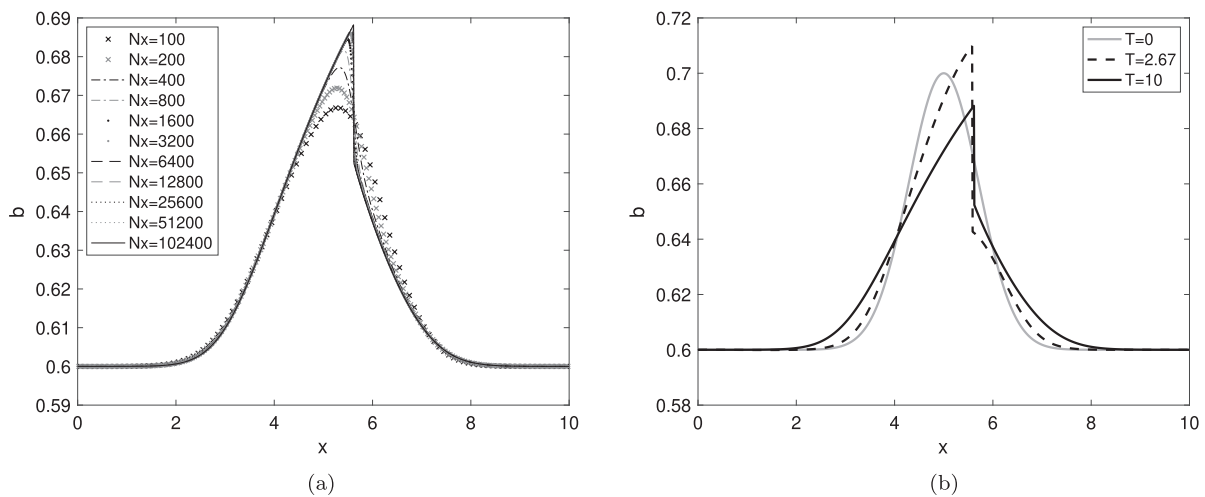 0.69
0.68
0.67
0.66
0.65
0.64
0.63
0.62
0.61
0.6
0.59
b
0 2 4 6 8 10
x
Nx=100
Nx=200
Nx=400
Nx=800
Nx=1600
Nx=3200
Nx=6400
Nx=12800
Nx=25600
Nx=51200
Nx=102400
(a)
0.72
0.7
0.68
0.66
0.64
0.62
0.6
0.58
b
0 2 4 6 8 10
x
T=0
T=2.67
T=10
(b)